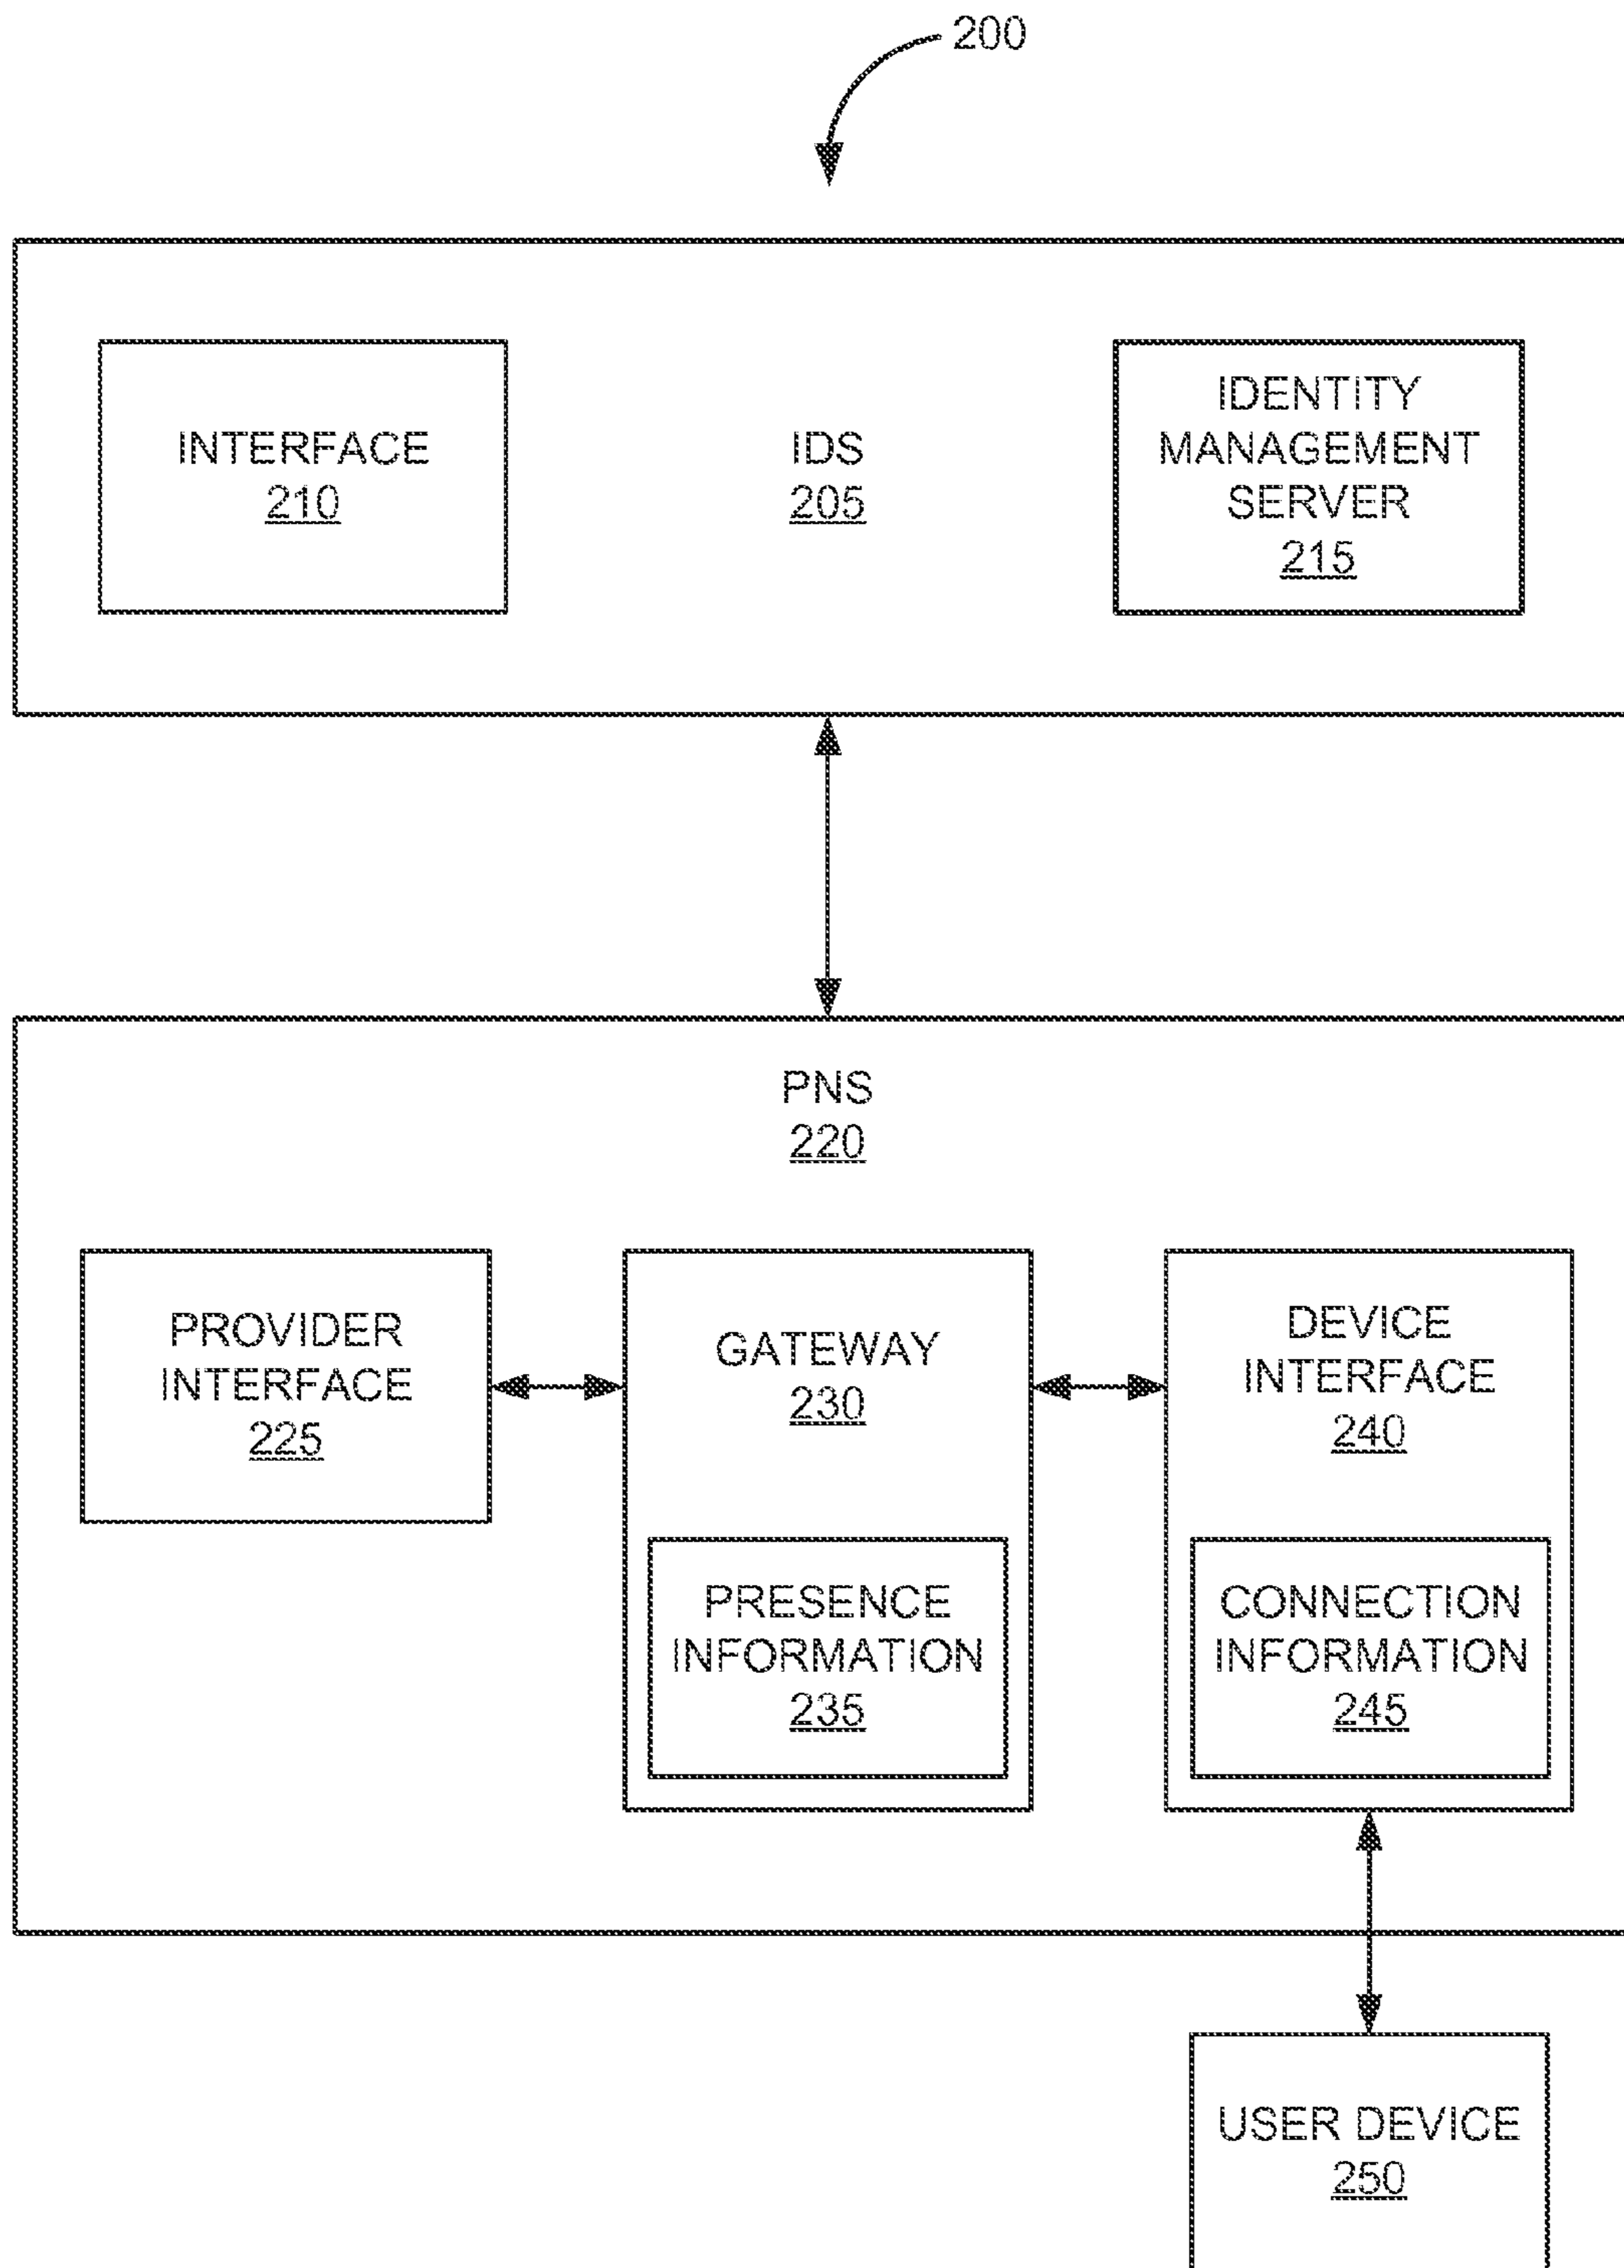 200
INTERFACE
210
IDS
205
IDENTITY
MANAGEMENT
SERVER
215
PNS
220
PROVIDER
INTERFACE
225
GATEWAY
230
PRESENCE
INFORMATION
235
DEVICE
INTERFACE
240
CONNECTION
INFORMATION
245
USER DEVICE
250